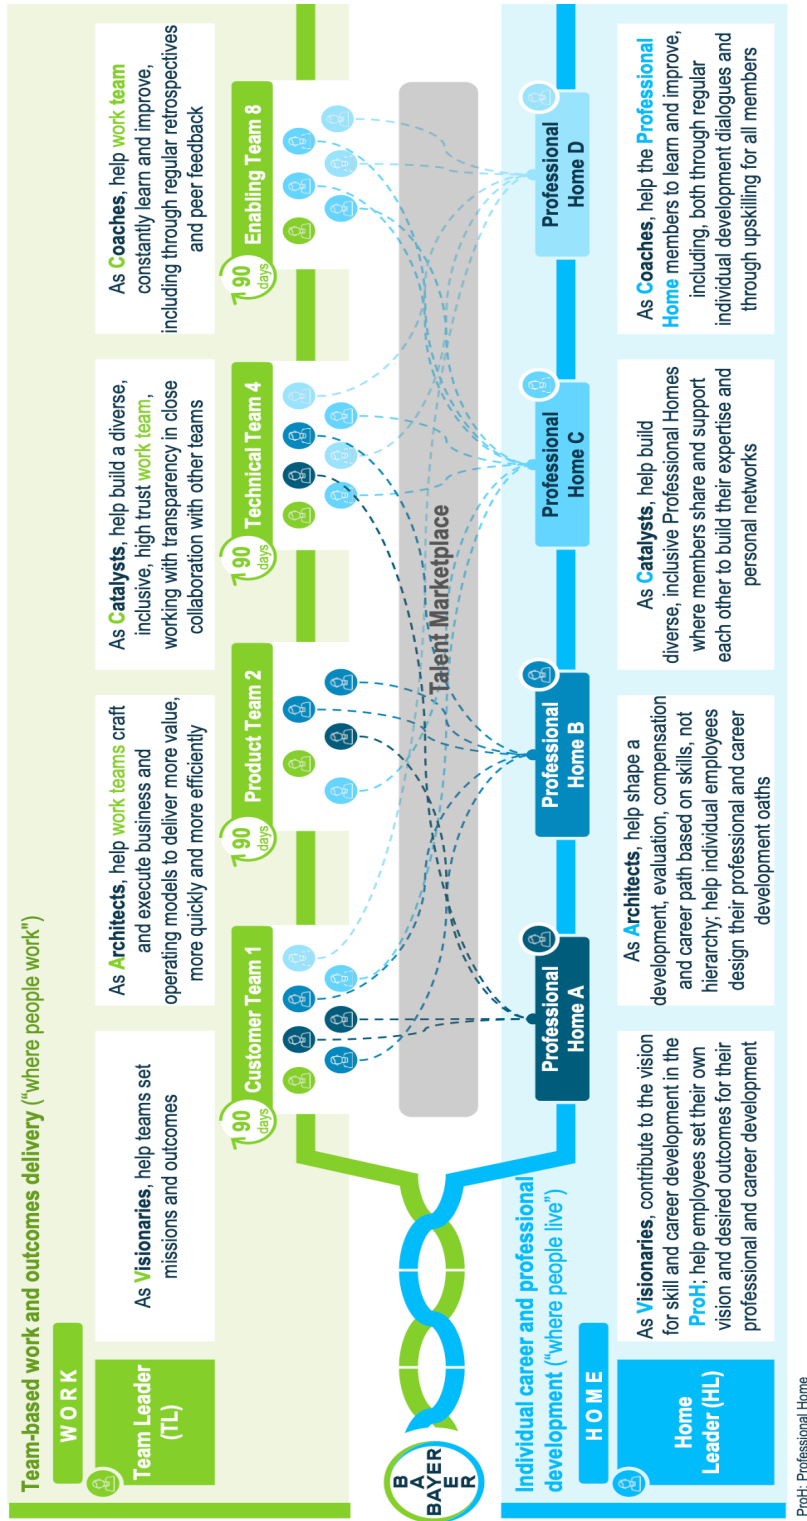 Team-based work and outcomes delivery (“where people work”)
WORK
Team Leader
(TL)
As Visionaries, help teams set
missions and outcomes
As Architects, help work teams craft
and execute business and
operating models to deliver more value,
more quickly and more efficiently
As Catalysts, help build a diverse,
inclusive, high trust work team,
working with transparency in close
collaboration with other teams
As Coaches, help work team
constantly learn and improve,
including through regular retrospectives
and peer feedback
90
days
Customer Team 1
90
days
Product Team 2
90
days
Technical Team 4
90
days
Enabling Team 8
Talent Marketplace
B
A
BAYER
E
R
Professional
Home A
Professional
Home B
Professional
Home C
Professional
Home D
Individual career and professional
development (“where people live”)
HOME
Home
Leader (HL)
As Visionaries, contribute to the vision
for skill and career development in the
ProH; help employees set their own
vision and desired outcomes for their
professional and career development
As Architects, help shape a
development, evaluation, compensation
and career path based on skills, not
hierarchy; help individual employees
design their professional and career
development oaths
As Catalysts, help build
diverse, inclusive Professional Homes
where members share and support
each other to build their expertise and
personal networks
As Coaches, help the Professional
Home members to learn and improve,
including, both through regular
individual development dialogues and
through upskilling for all members
ProH: Professional Home